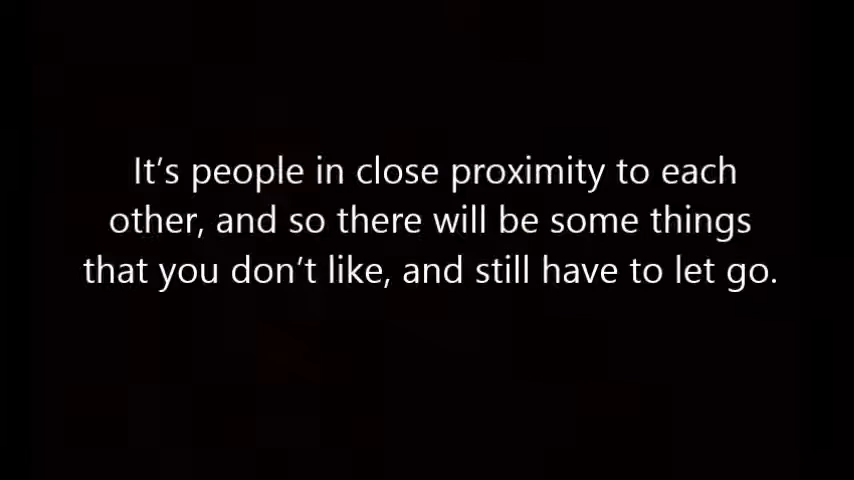 It’s people in close proximity to each
other, and so there will be some things
that you don’t like, and still have to let go.